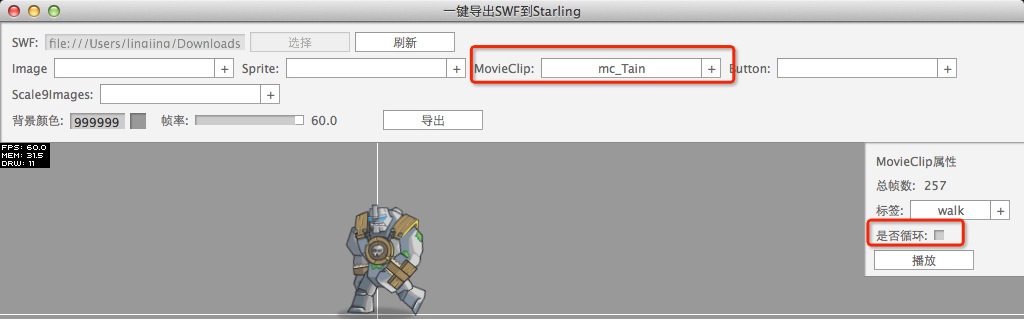 一键导出SWF到Starling
SWF: file:///Users/lingjing/Downloads 选择 刷新
Image + Sprite: + MovieClip: mc_Tain + Button: +
Scale9Images: +
背景颜色: 999999 帧率: 60.0 导出
FPS: 60.0
MEM: 31.5
DRW: 11
MovieClip属性
总帧数: 257
标签: walk +
是否循环:
播放